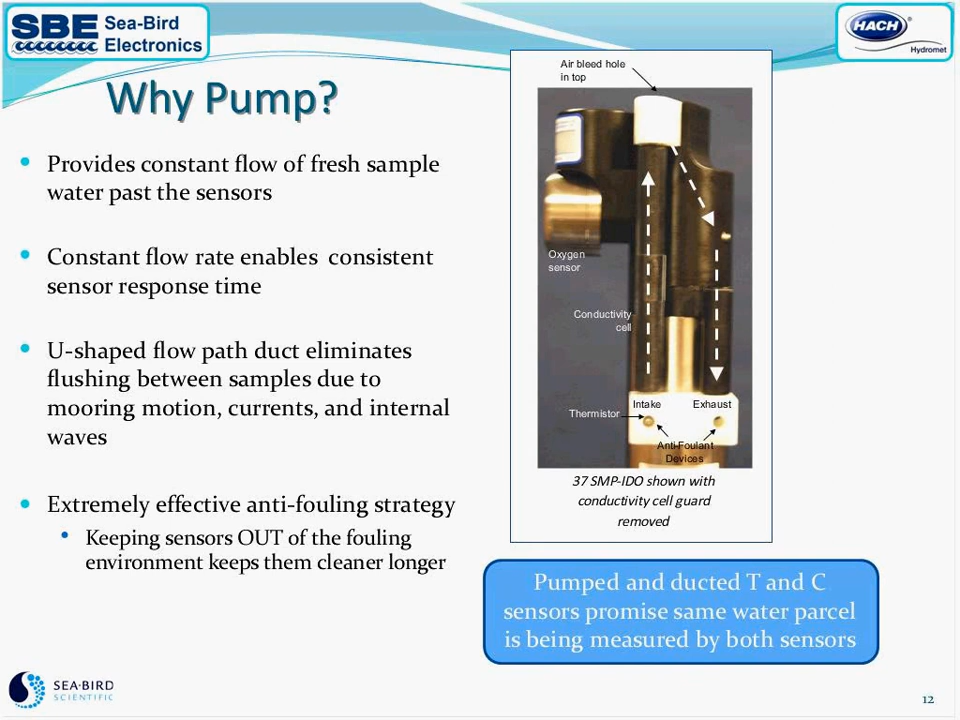 SBE Sea-Bird
Electronics
HACH
Hydromet
Why Pump?
• Provides constant flow of fresh sample
water past the sensors
• Constant flow rate enables consistent
sensor response time
• U-shaped flow path duct eliminates
flushing between samples due to
mooring motion, currents, and internal
waves
• Extremely effective anti-fouling strategy
• Keeping sensors OUT of the fouling
environment keeps them cleaner longer
Air bleed hole
in top
Oxygen
sensor
Conductivity
cell
Thermistor
Intake
Exhaust
Anti-Foulant
Devices
37 SMP-IDO shown with
conductivity cell guard
removed
Pumped and ducted T and C
sensors promise same water parcel
is being measured by both sensors
SEA·BIRD
SCIENTIFIC
12